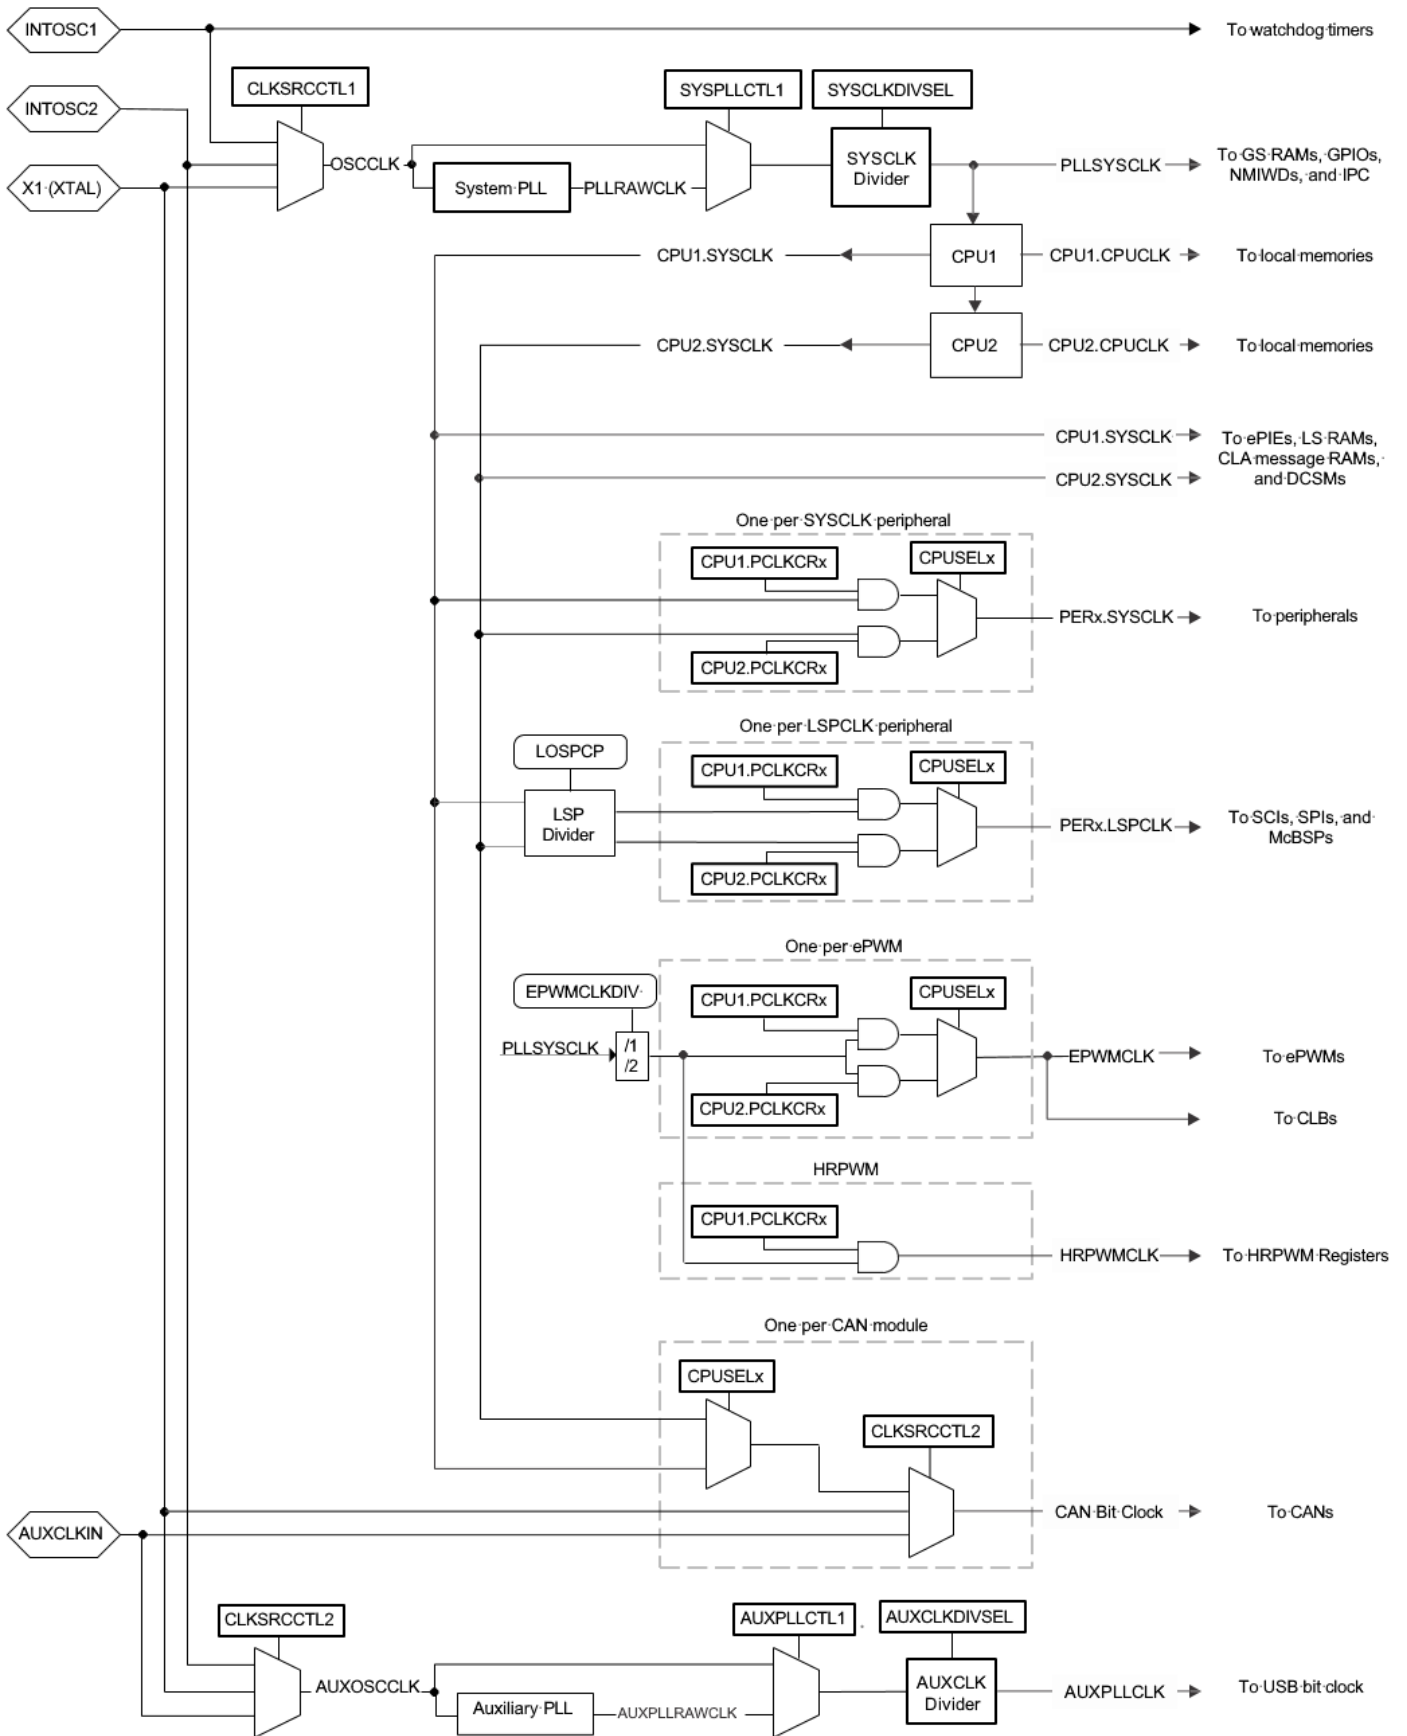 INTOSC1
To watchdog timers
CLKSRCCTL1
SYSPLLCTL1
SYSCLKDIVSEL
INTOSC2
OSCCLK
SYSCLK
Divider
PLLSYSCLK
To GS RAMs, GPIOs,
NMIWDs, and IPC
X1 (XTAL)
System PLL
PLLRAWCLK
CPU1.SYSCLK
CPU1
CPU1.CPUCLK
To local memories
CPU2.SYSCLK
CPU2
CPU2.CPUCLK
To local memories
CPU1.SYSCLK
CPU2.SYSCLK
To ePIEs, LS RAMs,
CLA message RAMs,
and DCSMs
One per SYSCLK peripheral
CPU1.PCLKCRx
CPUSELx
PERx.SYSCLK
To peripherals
CPU2.PCLKCRx
One per LSPCLK peripheral
LOSPCP
CPU1.PCLKCRx
CPUSELx
LSP
Divider
PERx.LSPCLK
To SCIs, SPIs, and
McBSPs
CPU2.PCLKCRx
One per ePWM
EPWMCLKDIV
CPU1.PCLKCRx
CPUSELx
PLLSYSCLK
/1
/2
EPWMCLK
To ePWMs
CPU2.PCLKCRx
To CLBs
HRPWM
CPU1.PCLKCRx
HRPWMCLK
To HRPWM Registers
One per CAN module
CPUSELx
CLKSRCCTL2
CAN Bit Clock
To CANs
AUXCLKIN
CLKSRCCTL2
AUXPLLCTL1
AUXCLKDIVSEL
AUXOSCCLK
AUXCLK
Divider
AUXPLLCLK
To USB bit clock
Auxiliary PLL
AUXPLLRAWCLK